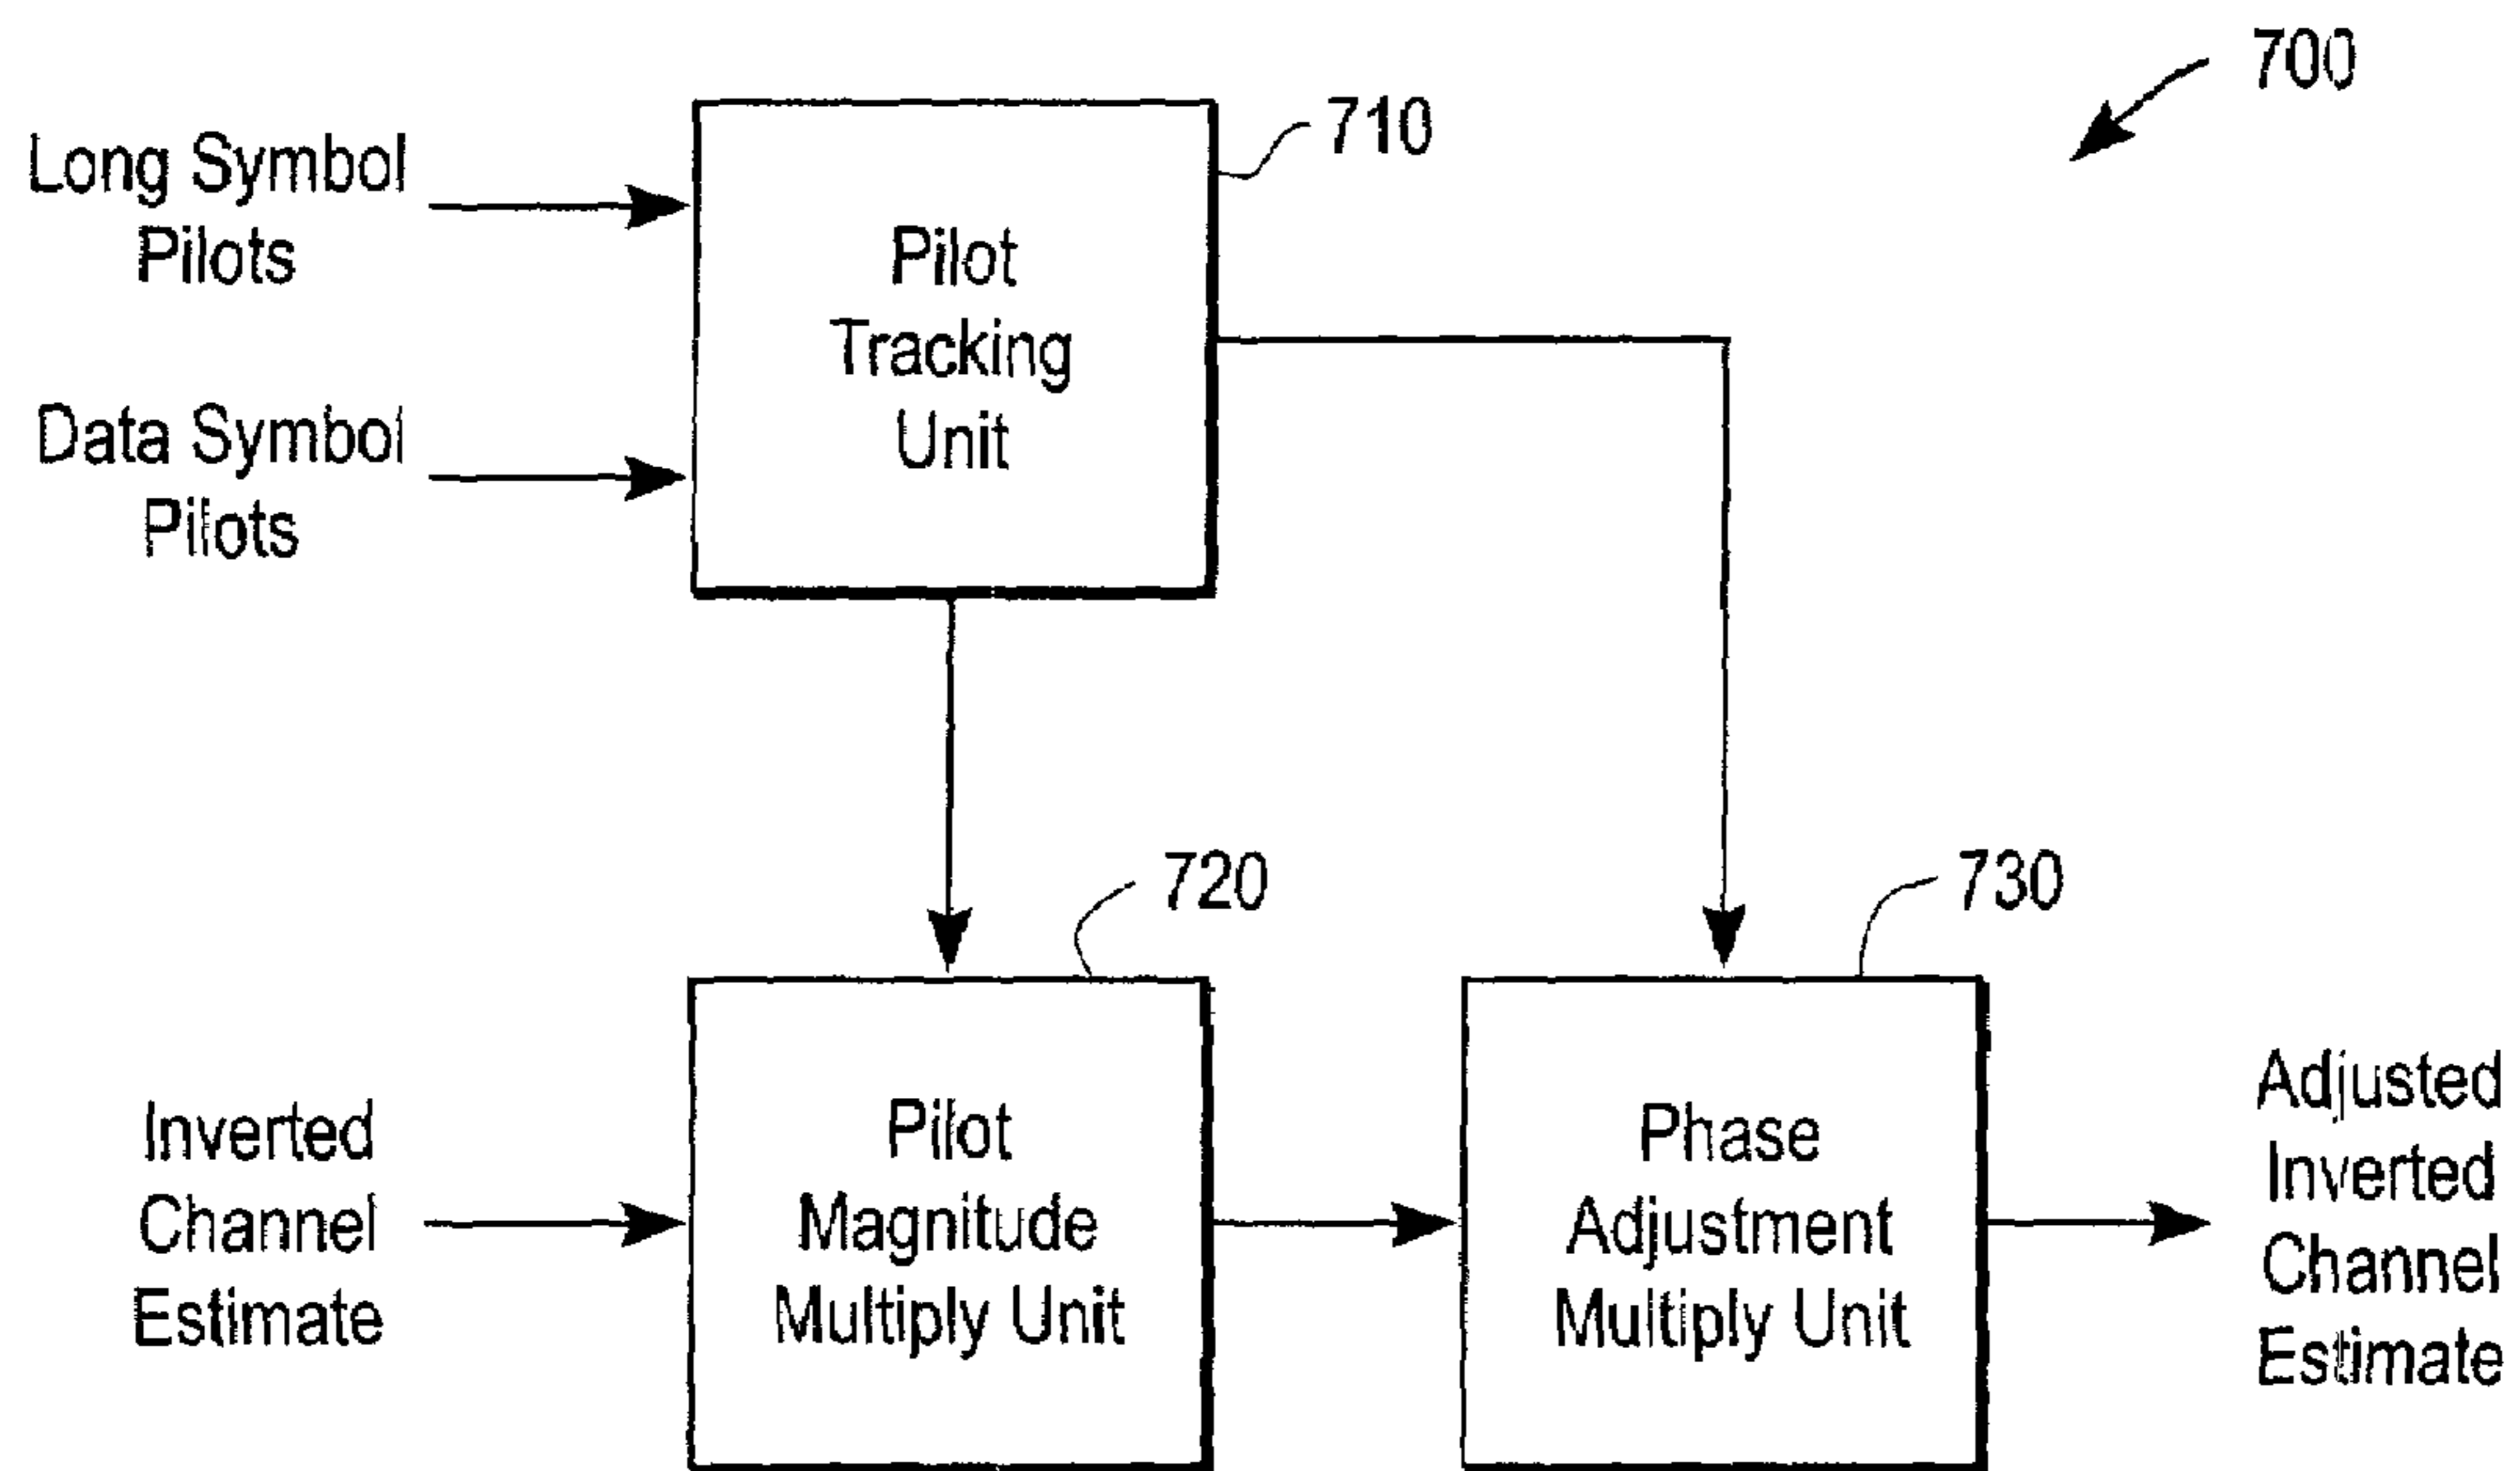 700
710
Long Symbol
Pilots
Data Symbol
Pilots
Pilot
Tracking
Unit
720
730
Inverted
Channel
Estimate
Pilot
Magnitude
Multiply Unit
Phase
Adjustment
Multiply Unit
Adjusted
Inverted
Channel
Estimate